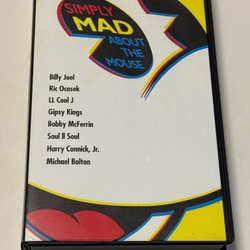 SIMPLY
MAD
ABOUT
THE
MOUSE
Billy Joel
Ric Ocasek
LL Cool J
Gipsy Kings
Bobby McFerrin
Soul II Soul
Harry Connick, Jr.
Michael Bolton